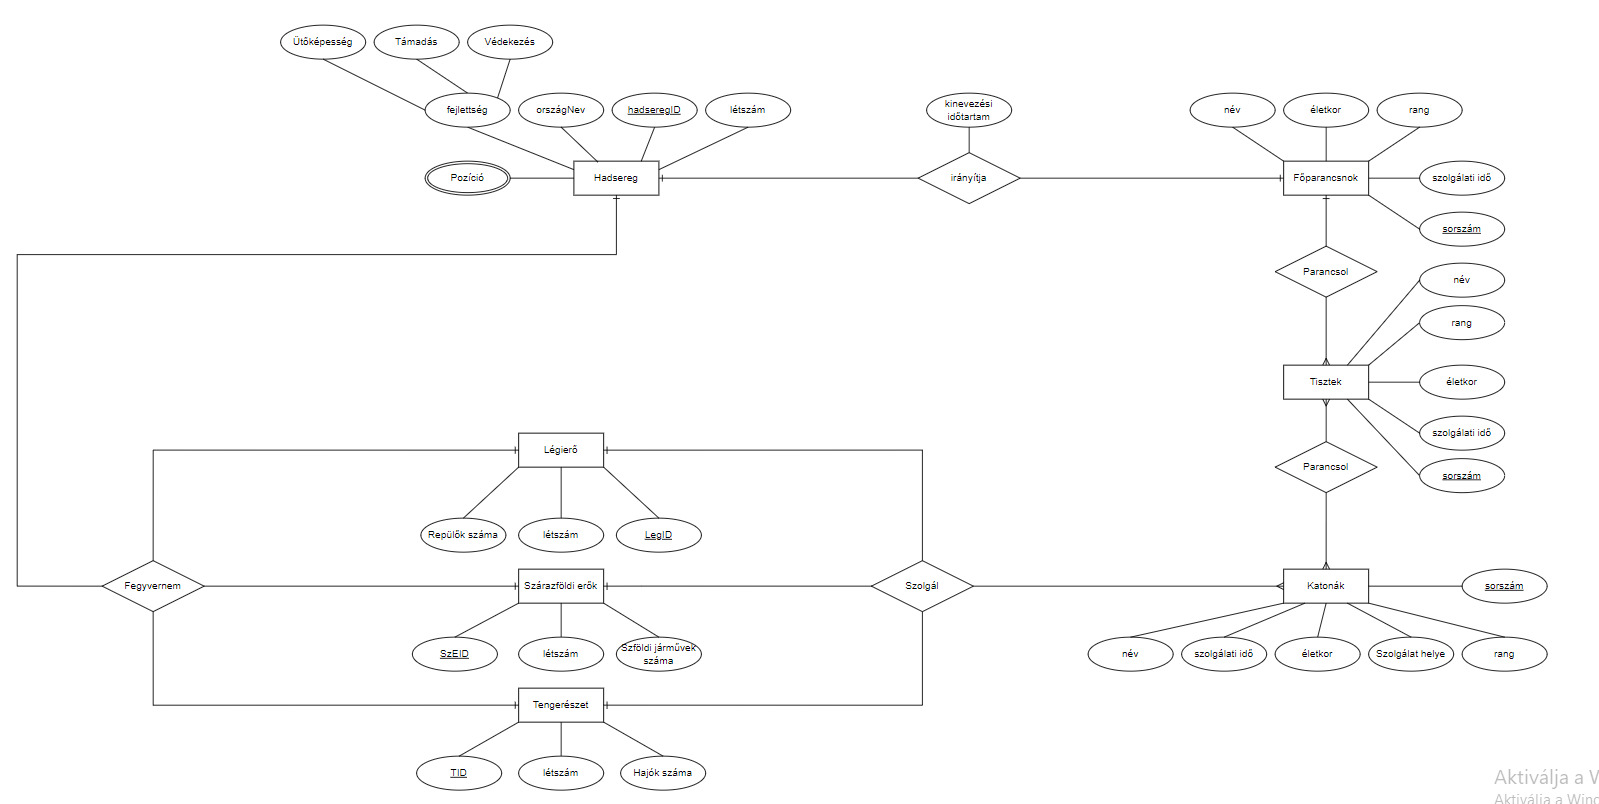 Ütőképesség
Támadás
Védekezés
fejlettség
országNev
hadseregID
létszám
kinevezési
időtartam
név
életkor
rang
Pozíció
Hadsereg
irányítja
Főparancsnok
szolgálati idő
sorszám
Parancsol
név
rang
Tisztek
életkor
szolgálati idő
Légierő
Parancsol
sorszám
Repülők száma
létszám
LegID
Fegyvernem
Szárazföldi erők
Szolgál
Katonák
sorszám
SzEID
létszám
Szföldi járművek
száma
név
szolgálati idő
életkor
Szolgálat helye
rang
Tengerészet
TID
létszám
Hajók száma
Aktiválja a W
Aktiválja a Wind